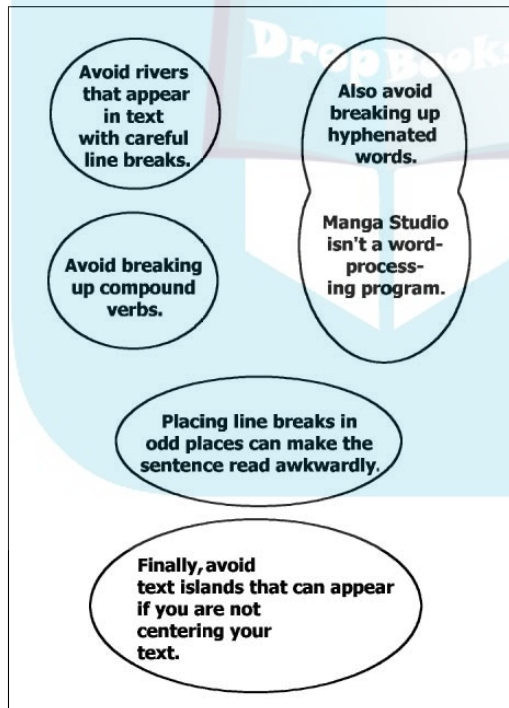 Drop Books
Avoid rivers
that appear
in text
with careful
line breaks.
Also avoid
breaking up
hyphenated
words.
Manga Studio
isn't a word-
process-
ing program.
Avoid breaking
up compound
verbs.
Placing line breaks in
odd places can make the
sentence read awkwardly.
Finally, avoid
text islands that can appear
if you are not
centering your
text.